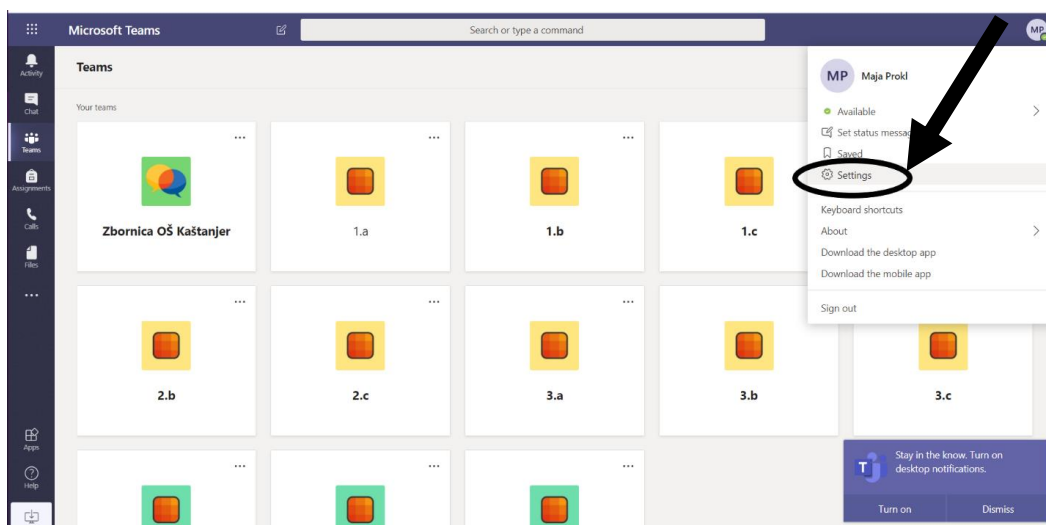 Microsoft Teams
Search or type a command
MP
Activity
Chat
Teams
Assignments
Calls
Files
Apps
Help
Teams
Your teams
Zbornica OŠ Kaštanjer
1.a
1.b
1.c
2.b
2.c
3.a
3.b
3.c
MP Maja Prokl
Available
Set status
Saved
Settings
Keyboard shortcuts
About
Download the desktop app
Download the mobile app
Sign out
T
Stay in the know. Turn on
desktop notifications.
Turn on Dismiss